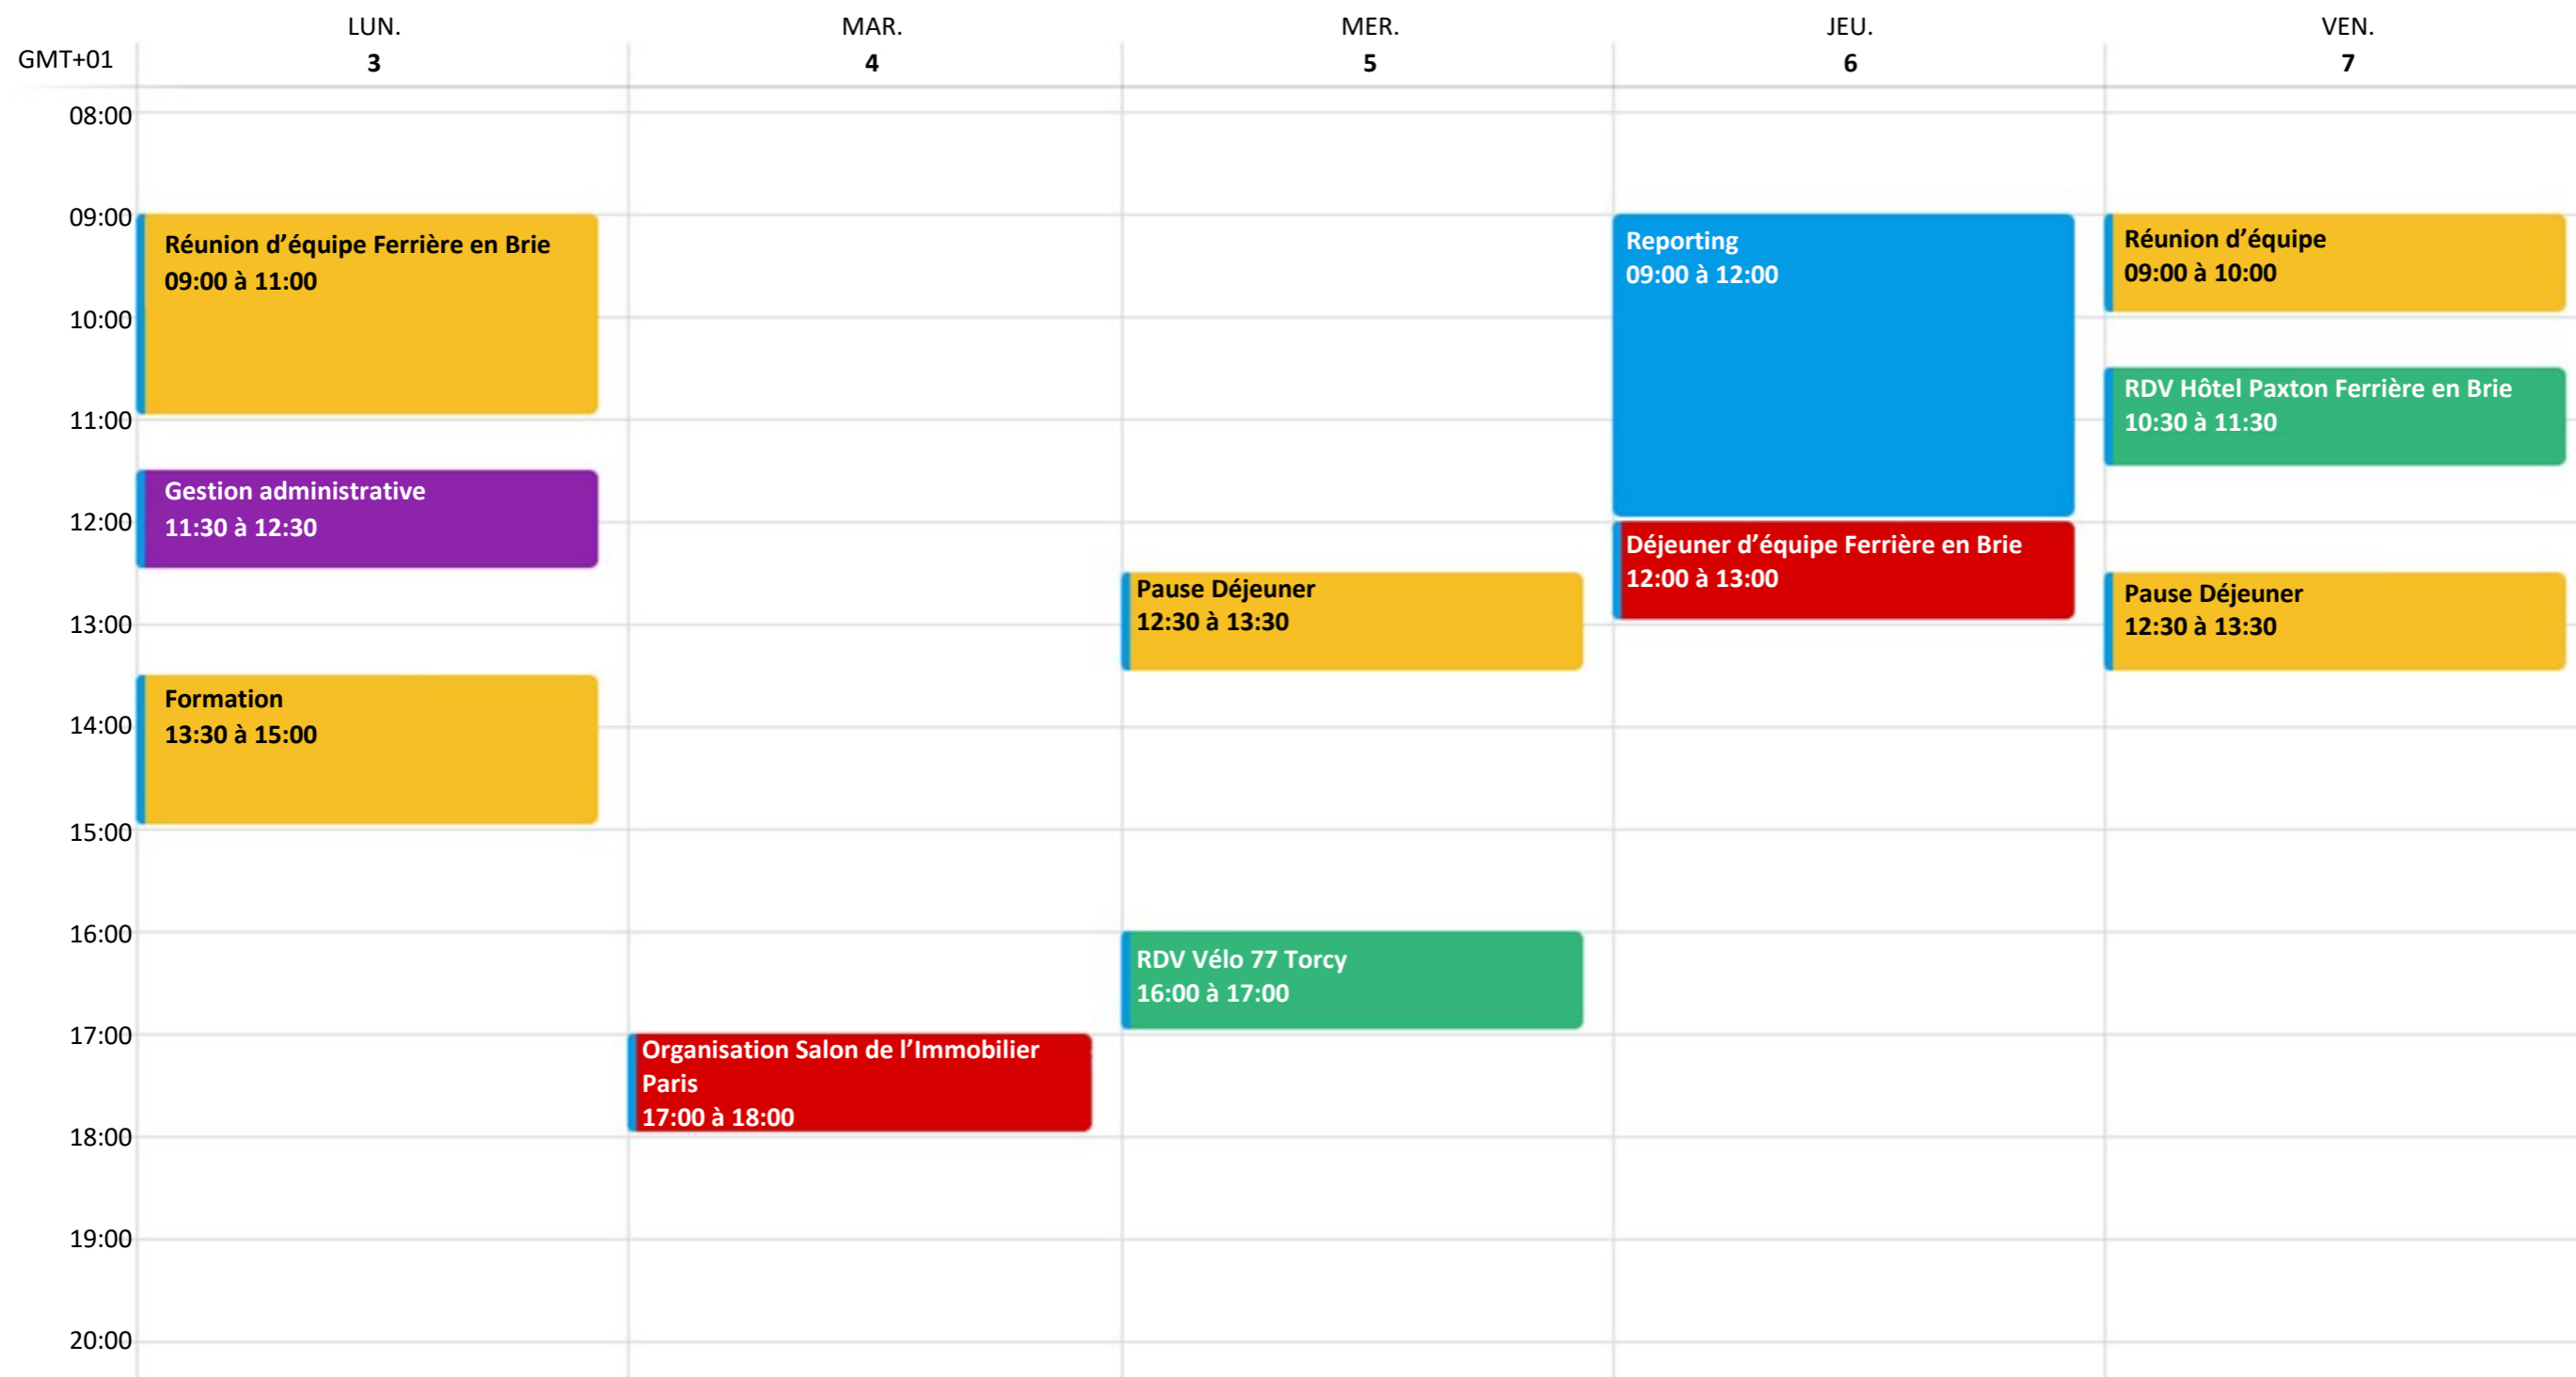 LUN.
MAR.
MER.
JEU.
VEN.
GMT+01
3
4
5
6
7
08:00
09:00
Réunion d’équipe Ferrière en Brie
09:00 à 11:00
Reporting
09:00 à 12:00
Réunion d’équipe
09:00 à 10:00
10:00
RDV Hôtel Paxton Ferrière en Brie
10:30 à 11:30
11:00
Gestion administrative
11:30 à 12:30
12:00
Déjeuner d’équipe Ferrière en Brie
12:00 à 13:00
Pause Déjeuner
12:30 à 13:30
Pause Déjeuner
12:30 à 13:30
13:00
Formation
13:30 à 15:00
14:00
15:00
16:00
RDV Vélo 77 Torcy
16:00 à 17:00
17:00
Organisation Salon de l’Immobilier
Paris
17:00 à 18:00
18:00
19:00
20:00